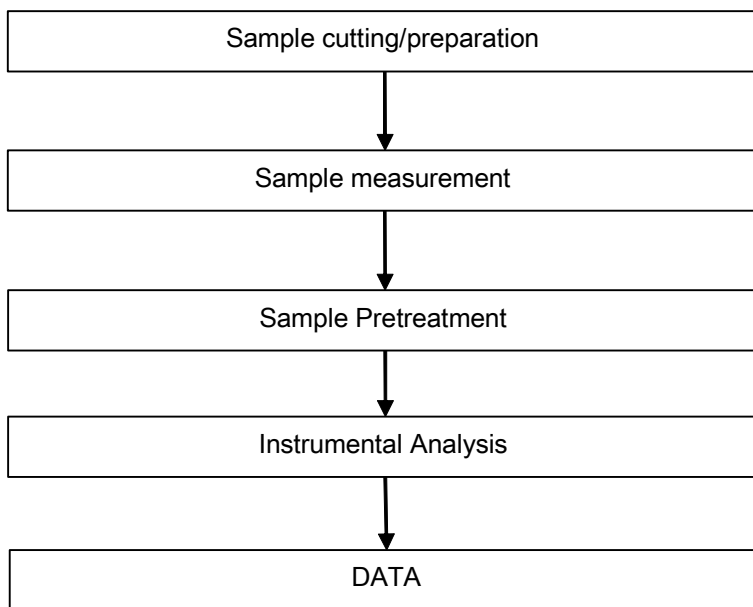 Sample cutting/preparation
Sample measurement
Sample Pretreatment
Instrumental Analysis
DATA